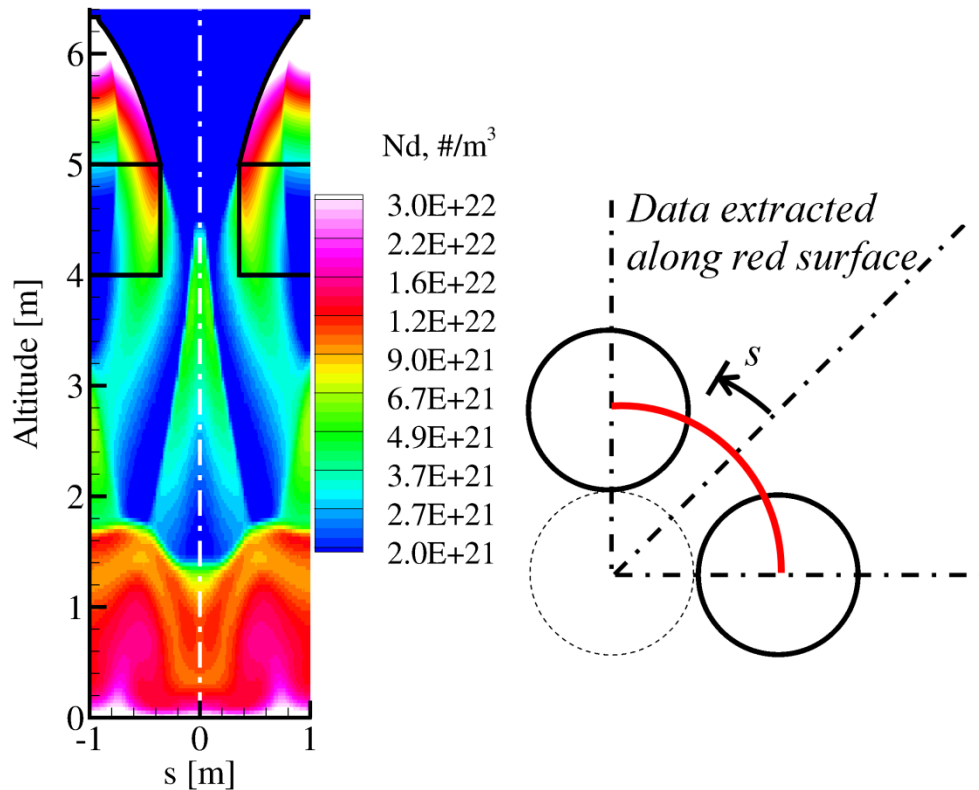 Nd, #/m³
3.0E+22
2.2E+22
1.6E+22
1.2E+22
9.0E+21
6.7E+21
4.9E+21
3.7E+21
2.7E+21
2.0E+21
Altitude [m]
6
5
4
3
2
1
0
-1
0
1
s [m]
Data extracted
along red surface
s